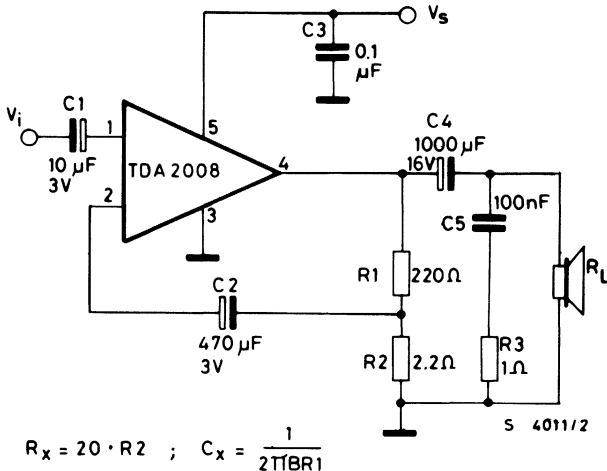 C3
Vs
0.1
µF
C1
Vi
1
5
C4
1000 µF
16V
10 µF
3V
TDA 2008
4
2
3
100nF
C5
R1
220Ω
RL
C2
470 µF
3V
R2
2.2Ω
R3
1Ω
S 4011/2
Rx = 20 · R2 ; Cx = 1 / 2πBR1